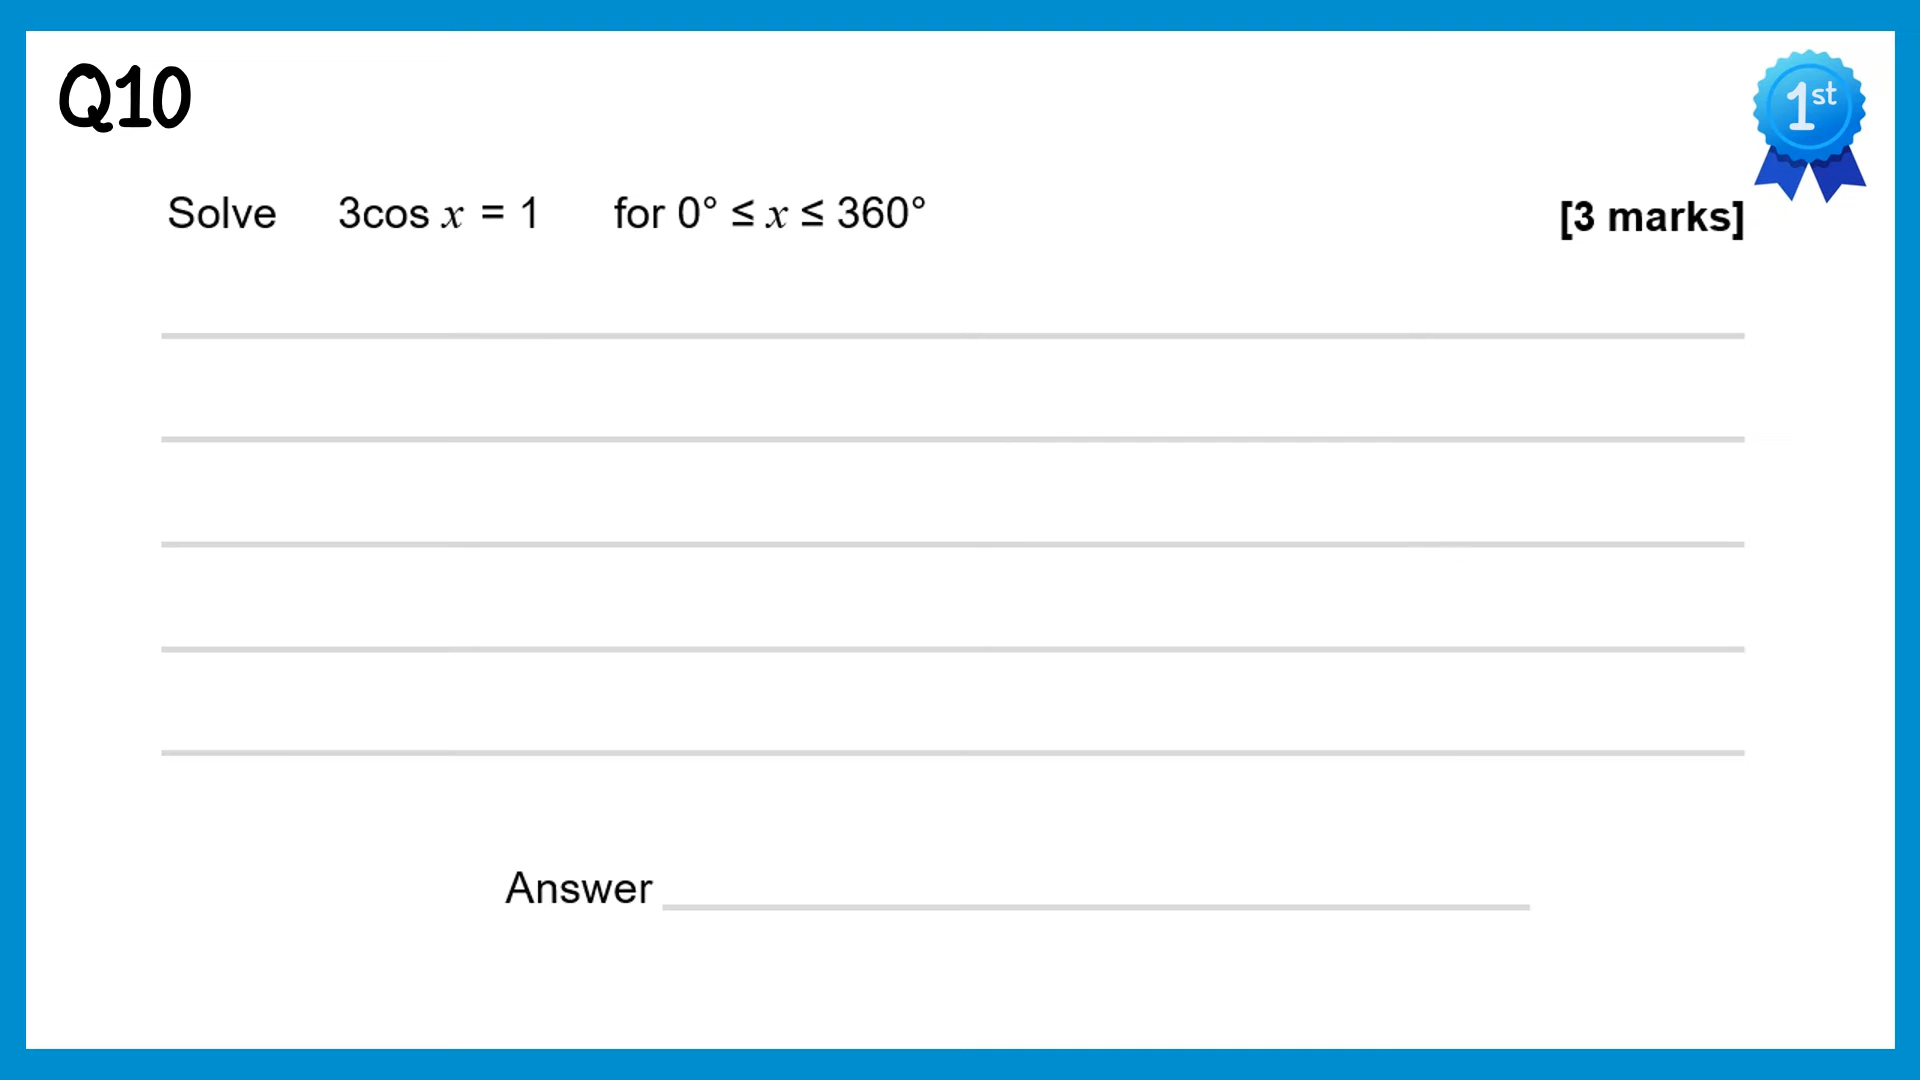 Q10
1st
Solve 3cos x = 1 for 0° ≤ x ≤ 360° [3 marks]
Answer